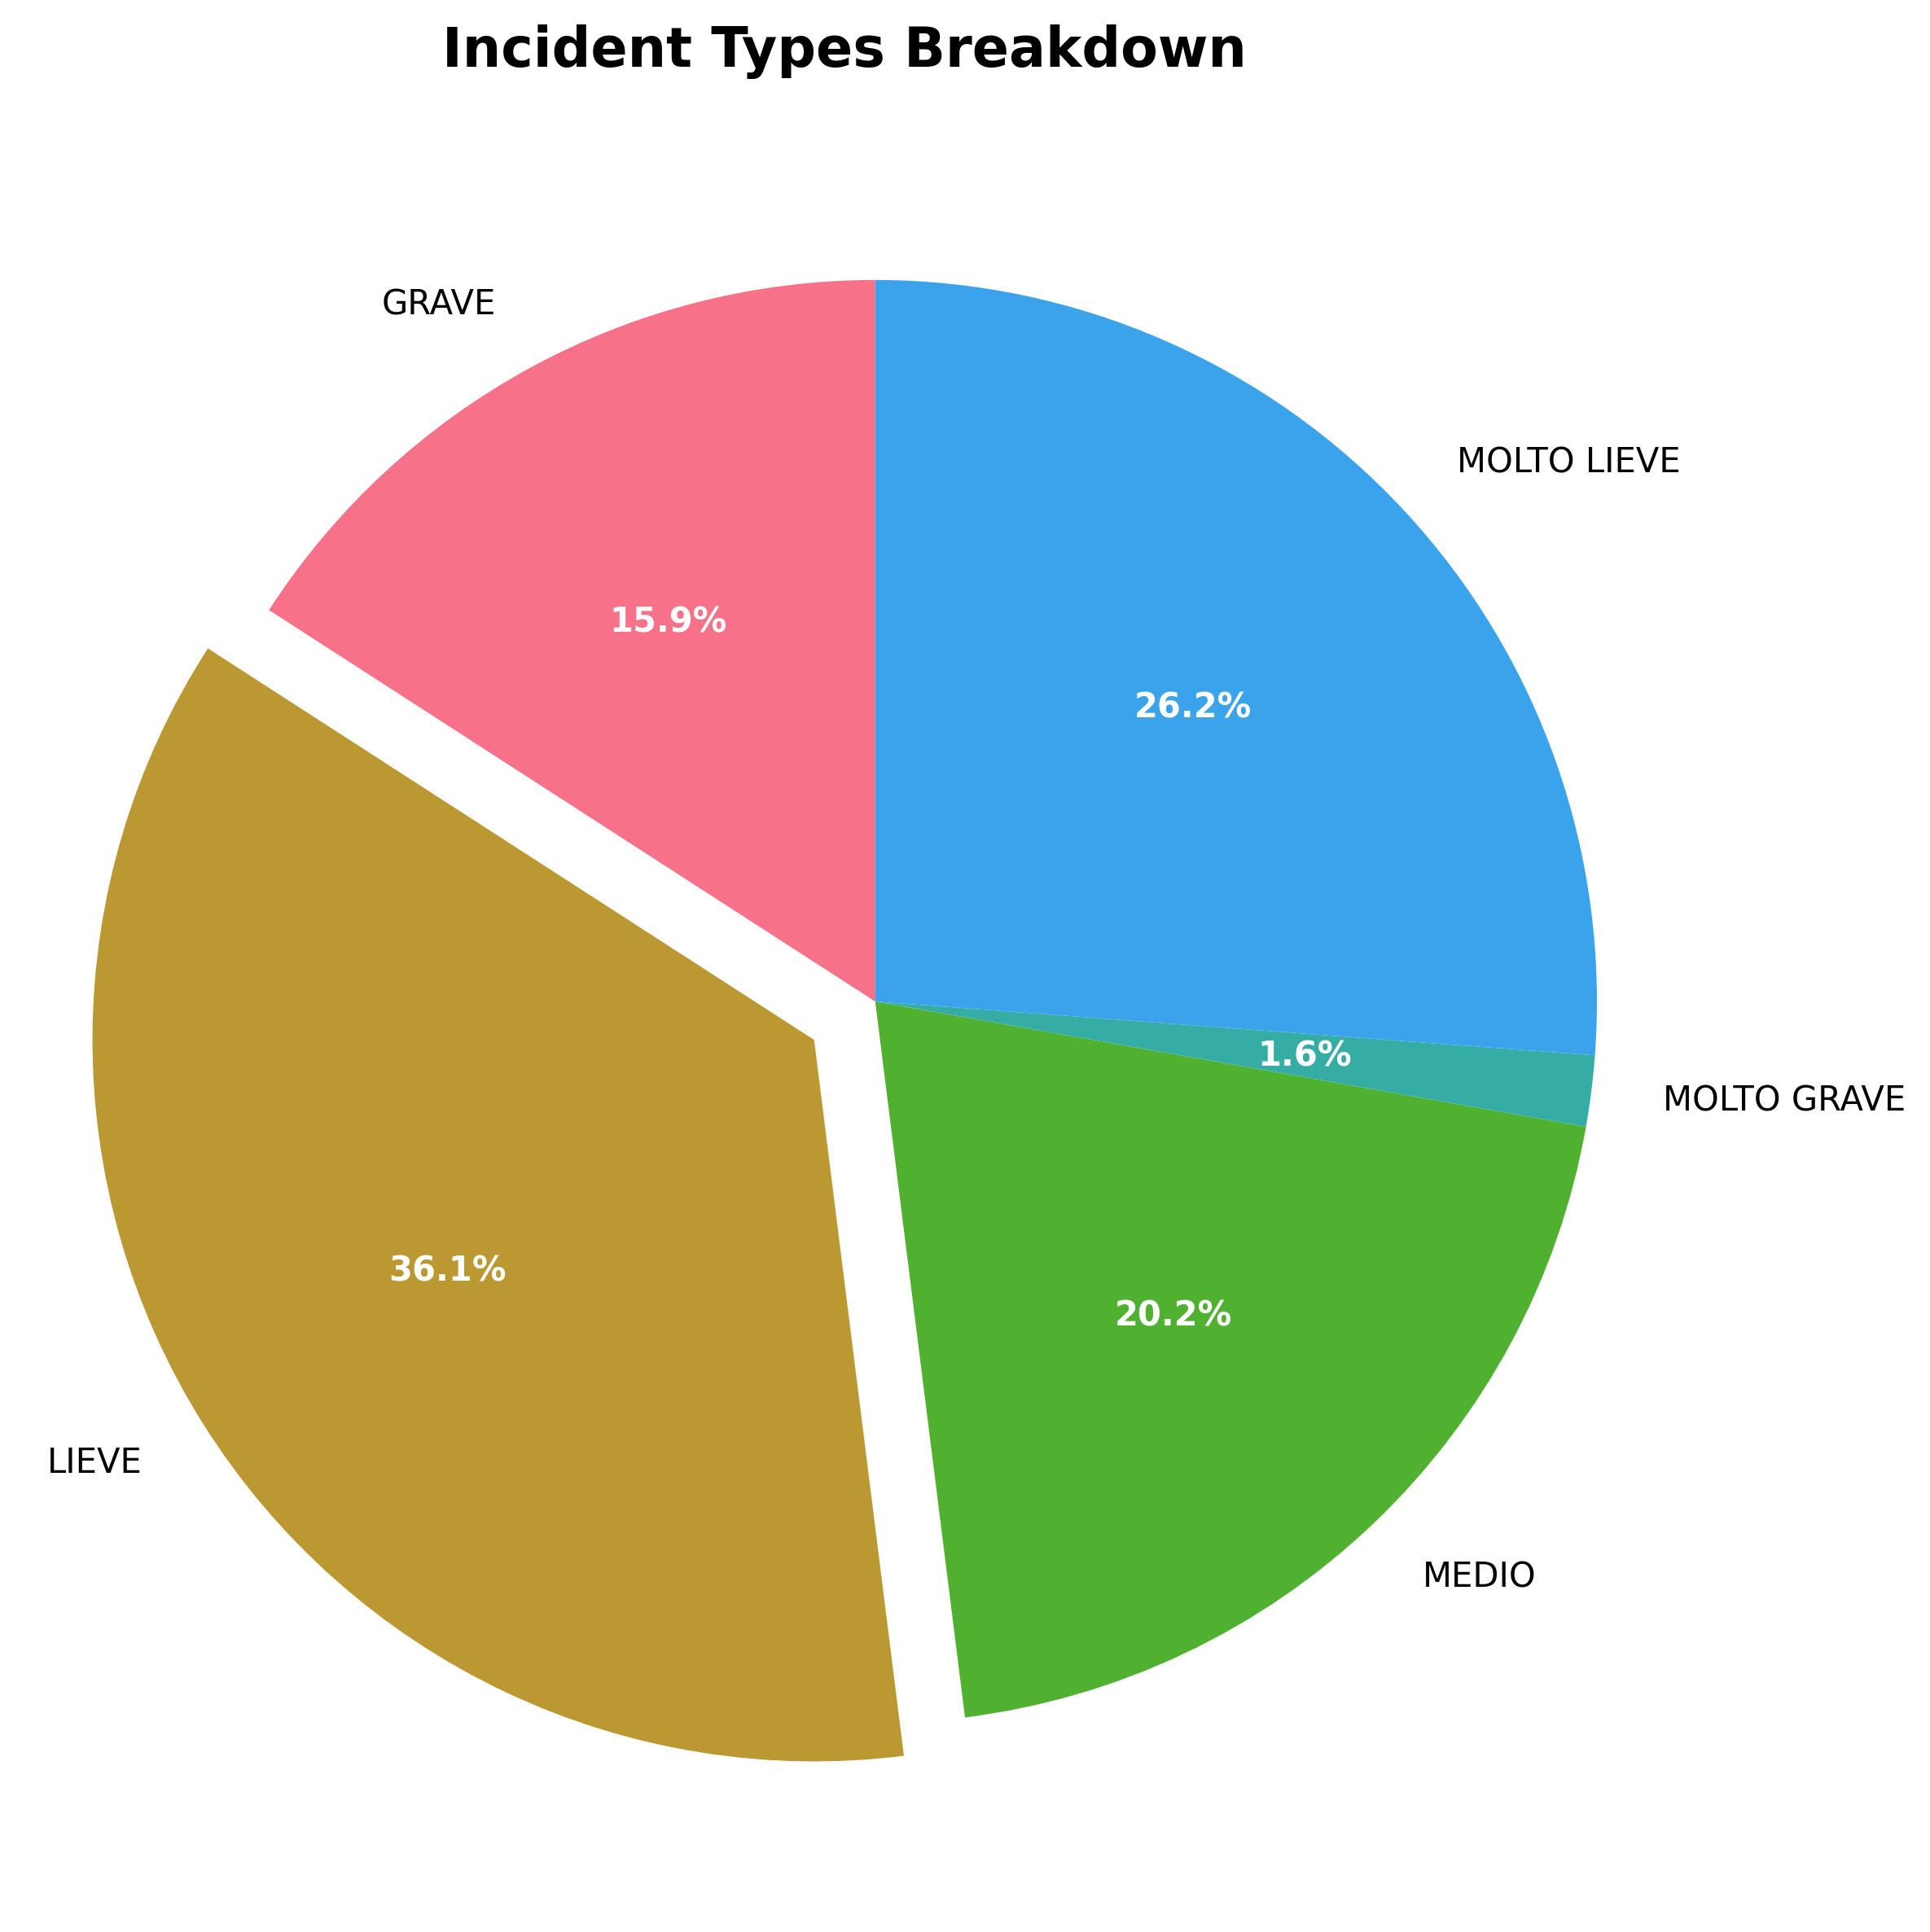 Incident Types Breakdown
GRAVE
MOLTO LIEVE
15.9%
26.2%
1.6%
MOLTO GRAVE
36.1%
20.2%
LIEVE
MEDIO